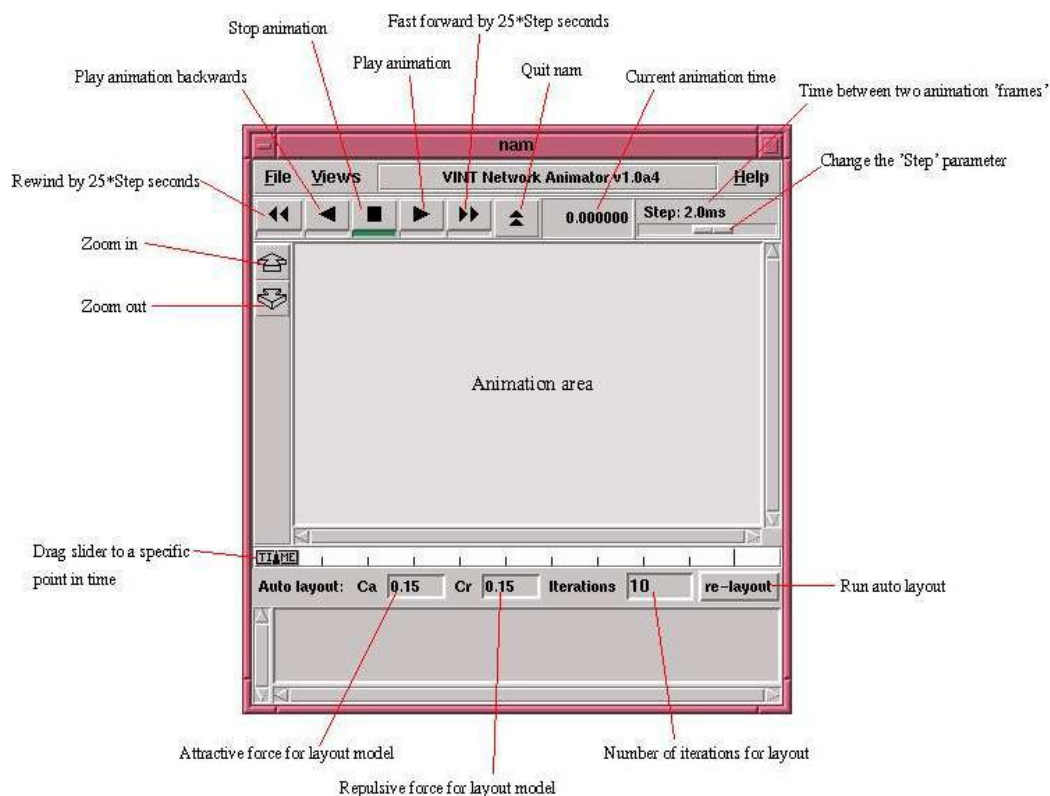 Fast forward by 25*Step seconds
Stop animation
Play animation
Quit nam
Play animation backwards
Current animation time
Time between two animation 'frames'
nam
Change the 'Step' parameter
File Views VINT Network Animator v1.0a4 Help
Rewind by 25*Step seconds
0.000000 Step: 2.0ms
Zoom in
Zoom out
Animation area
Drag slider to a specific
point in time
TIME
Auto layout: Ca 0.15 Cr 0.15 Iterations 10 re-layout
Run auto layout
Attractive force for layout model
Number of iterations for layout
Repulsive force for layout model